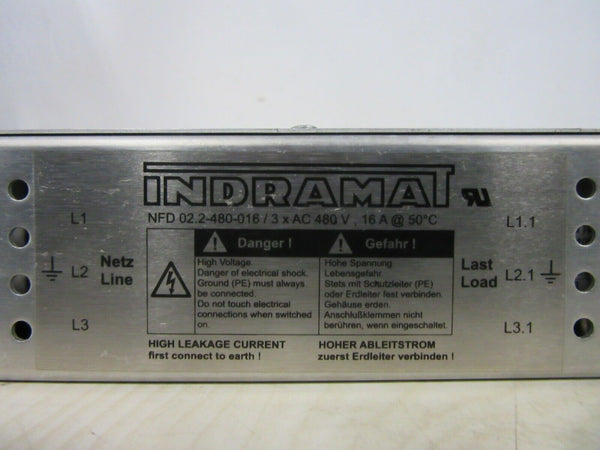 INDRAMAT
NFD 02.2-480-016 / 3 x AC 480 V , 16 A @ 50°C
L1
Netz
L2
Line
L3
Danger !
High Voltage.
Danger of electrical shock.
Ground (PE) must always
be connected.
Do not touch electrical
connections when switched
on.
Gefahr !
Hohe Spannung
Lebensgefahr.
Stets mit Schutzleiter (PE)
oder Erdleiter fest verbinden.
Gehäuse erden.
Anschlußklemmen nicht
berühren, wenn eingeschaltet.
L1.1
Last
L2.1
Load
L3.1
HIGH LEAKAGE CURRENT
first connect to earth !
HOHER ABLEITSTROM
zuerst Erdleiter verbinden !